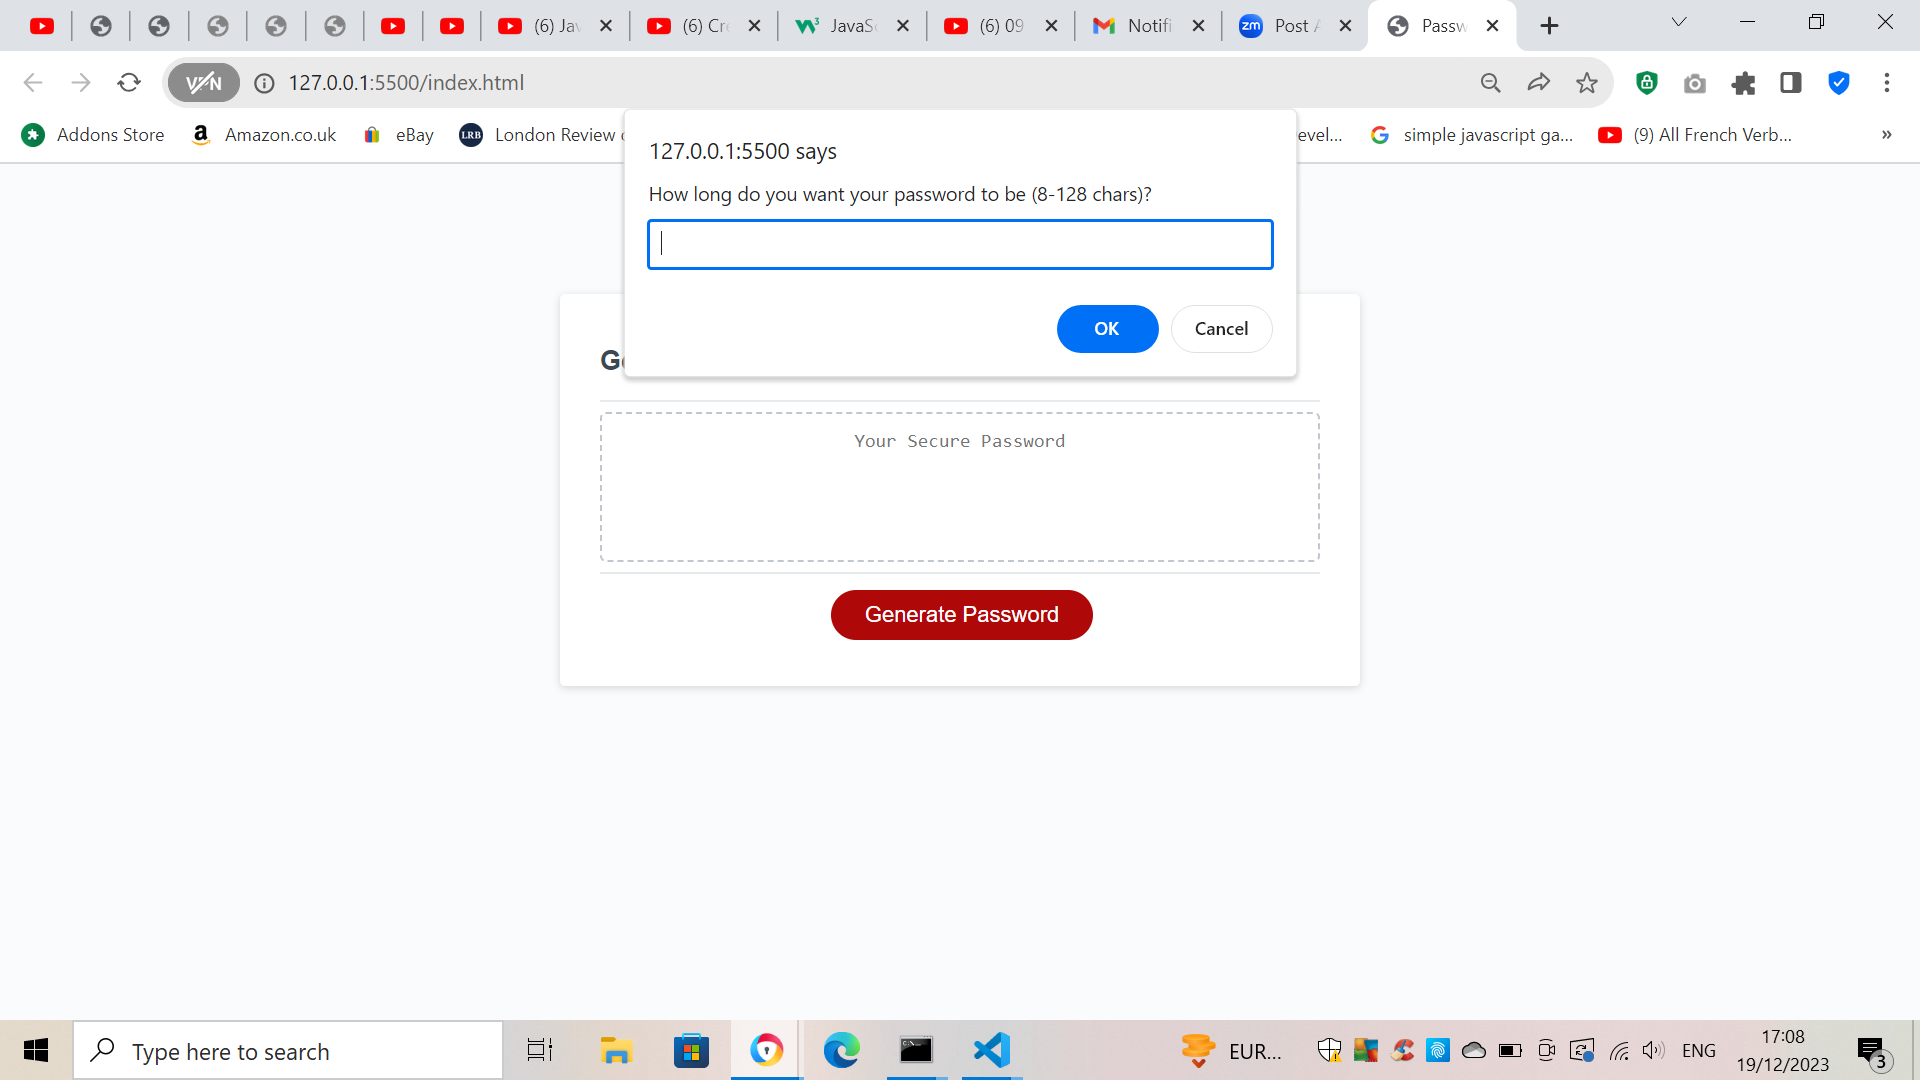 (6) Ja
(6) Cr
JavaS
(6) 09
Notifi
zm
Post
Passw
VPN
127.0.0.1:5500/index.html
Addons Store
Amazon.co.uk
eBay
LRB
London Review
evel...
simple javascript ga...
(9) All French Verb...
»
127.0.0.1:5500 says
How long do you want your password to be (8-128 chars)?
OK
Cancel
G
Your Secure Password
Generate Password
Type here to search
EUR...
ENG
17:08
19/12/2023
3